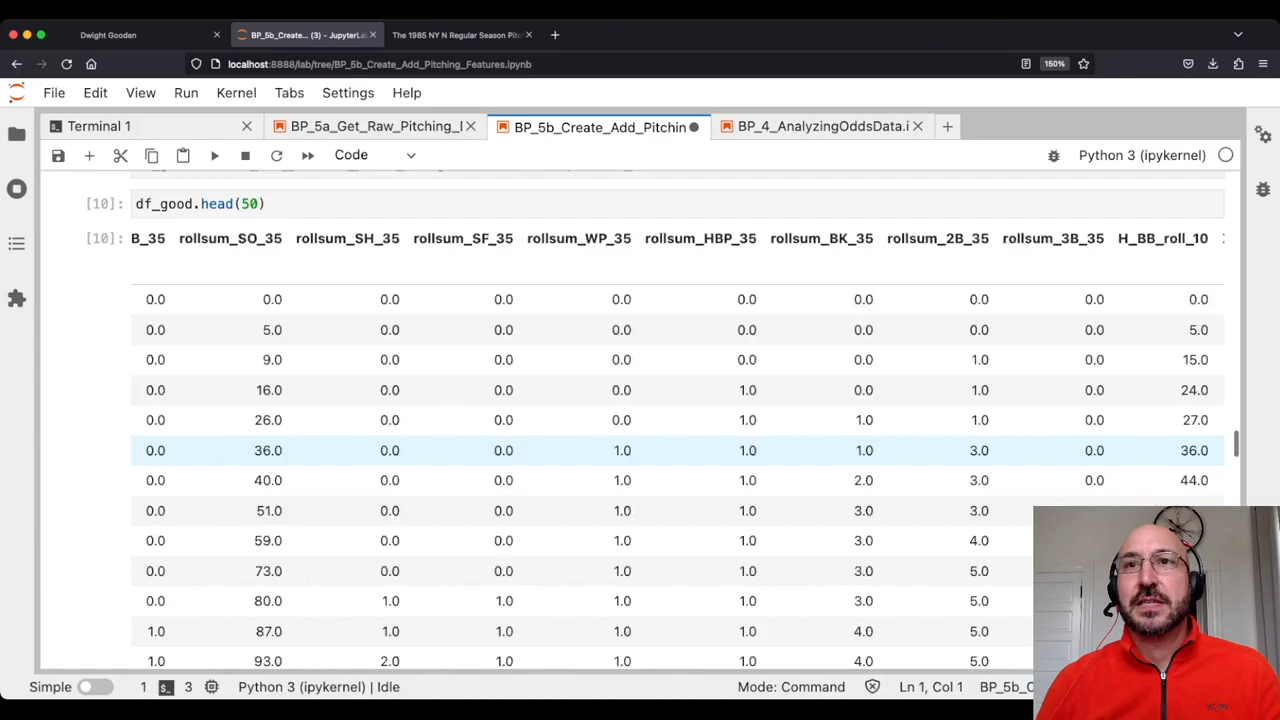 Dwight Gooden
BP_5b_Create... (3) - JupyterLab
The 1985 NY N Regular Season Pitc
localhost:8888/lab/tree/BP_5b_Create_Add_Pitching_Features.ipynb
150%
File Edit View Run Kernel Tabs Settings Help
Terminal 1
BP_5a_Get_Raw_Pitching_
BP_5b_Create_Add_Pitchin
BP_4_AnalyzingOddsData.i
Code
Python 3 (ipykernel)
[10]: df_good.head(50)
[10]: B_35 rollsum_SO_35 rollsum_SH_35 rollsum_SF_35 rollsum_WP_35 rollsum_HBP_35 rollsum_BK_35 rollsum_2B_35 rollsum_3B_35 H_BB_roll_10
0.0 0.0 0.0 0.0 0.0 0.0 0.0 0.0 0.0 0.0
0.0 5.0 0.0 0.0 0.0 0.0 0.0 0.0 0.0 5.0
0.0 9.0 0.0 0.0 0.0 0.0 0.0 1.0 0.0 15.0
0.0 16.0 0.0 0.0 0.0 1.0 0.0 1.0 0.0 24.0
0.0 26.0 0.0 0.0 0.0 1.0 1.0 1.0 0.0 27.0
0.0 36.0 0.0 0.0 1.0 1.0 1.0 3.0 0.0 36.0
0.0 40.0 0.0 0.0 1.0 1.0 2.0 3.0 0.0 44.0
0.0 51.0 0.0 0.0 1.0 1.0 3.0 3.0
0.0 59.0 0.0 0.0 1.0 1.0 3.0 4.0
0.0 73.0 0.0 0.0 1.0 1.0 3.0 5.0
0.0 80.0 1.0 1.0 1.0 1.0 3.0 5.0
1.0 87.0 1.0 1.0 1.0 1.0 4.0 5.0
1.0 93.0 2.0 1.0 1.0 1.0 4.0 5.0
Simple 1 3 Python 3 (ipykernel) | Idle
Mode: Command
Ln 1, Col 1
BP_5b_C